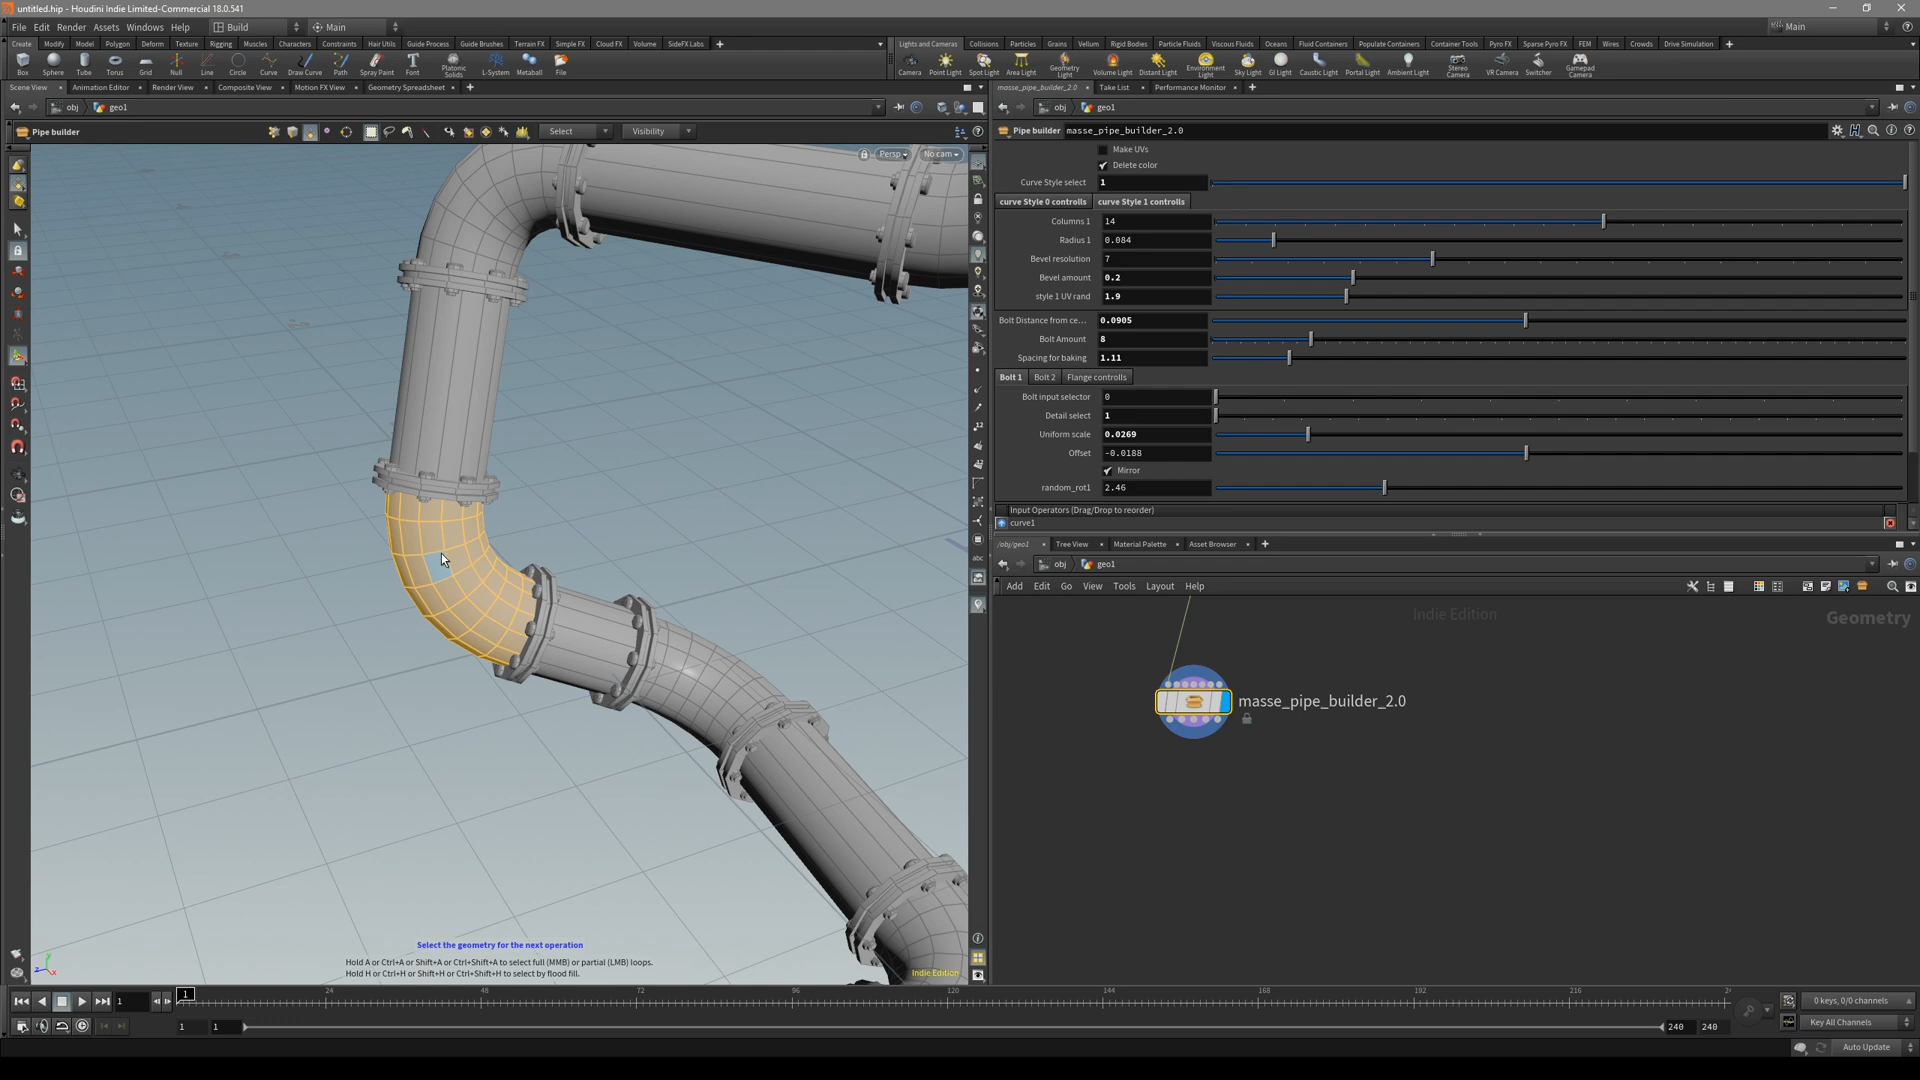 untitled.hip - Houdini Indie Limited-Commercial 18.0.541
File Edit Render Assets Windows Help Build Main Main
Create Modify Model Polygon Deform Texture Rigging Muscles Characters Constraints Hair Utils Guide Process Guide Brushes Terrain FX Simple FX Cloud FX Volume SideFX Labs
Lights and Cameras Collisions Particles Grains Vellum Rigid Bodies Particle Fluids Viscous Fluids Oceans Fluid Containers Populate Containers Container Tools Pyro FX Sparse Pyro FX FEM Wires Crowds Drive Simulation
Box Sphere Tube Torus Grid Null Line Circle Curve Draw Curve Path Spray Paint Font Platonic Solids L-System Metaball File
Camera Point Light Spot Light Area Light Geometry Light Volume Light Distant Light Environment Light Sky Light GI Light Caustic Light Portal Light Ambient Light Stereo Camera VR Camera Switcher Gamepad Camera
Scene View Animation Editor Render View Composite View Motion FX View Geometry Spreadsheet
obj geo1
Pipe builder Select Visibility
Persp No cam
Select the geometry for the next operation
Hold A or Ctrl+A or Shift+A or Ctrl+Shift+A to select full (MMB) or partial (LMB) loops.
Hold H or Ctrl+H or Shift+H or Ctrl+Shift+H to select by flood fill.
Indie Edition
masse_pipe_builder_2.0 Take List Performance Monitor
obj geo1
Pipe builder masse_pipe_builder_2.0
Make UVs
Delete color
Curve Style select 1
curve Style 0 controls curve Style 1 controls
Columns 1 14
Radius 1 0.084
Bevel resolution 7
Bevel amount 0.2
style 1 UV rand 1.9
Bolt Distance from ce... 0.0905
Bolt Amount 8
Spacing for baking 1.11
Bolt 1 Bolt 2 Flange controls
Bolt input selector 0
Detail select 1
Uniform scale 0.0269
Offset -0.0188
Mirror
random_rot1 2.46
Input Operators (Drag/Drop to reorder)
curve1
/obj/geo1 Tree View Material Palette Asset Browser
obj geo1
Add Edit Go View Tools Layout Help
Indie Edition
Geometry
masse_pipe_builder_2.0
1 1 24 48 72 96 120 144 168 192 216
0 keys, 0/0 channels
1 1 240 240
Key All Channels
Auto Update